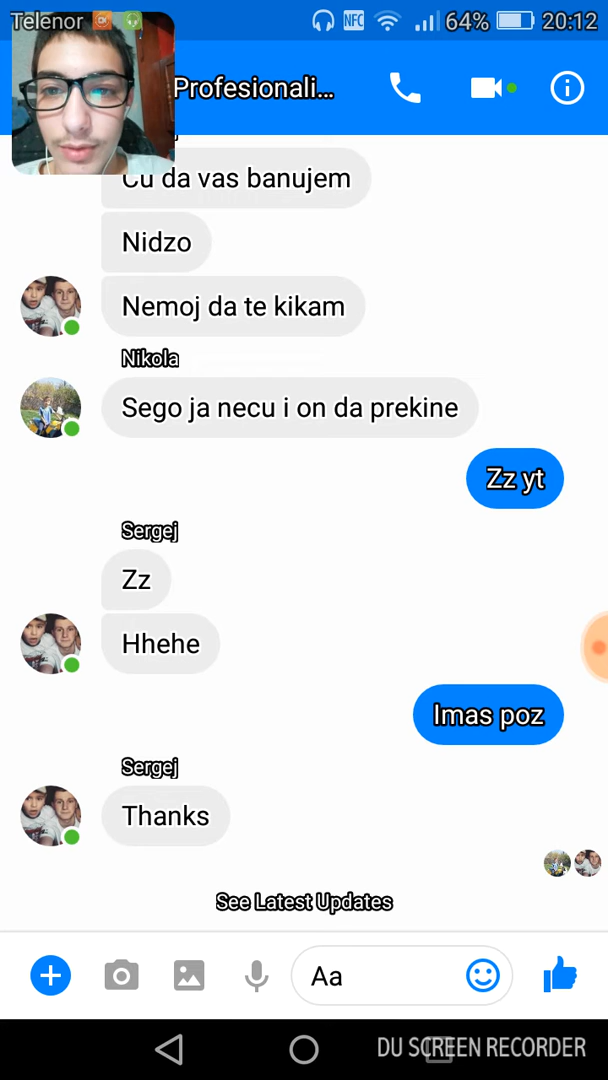 Telenor NFC 64% 20:12
Profesionali...
Cu da vas banujem
Nidzo
Nemoj da te kikam
Nikola
Sego ja necu i on da prekine
Zz yt
Sergej
Zz
Hhehe
Imas poz
Sergej
Thanks
See Latest Updates
Aa
DU SCREEN RECORDER